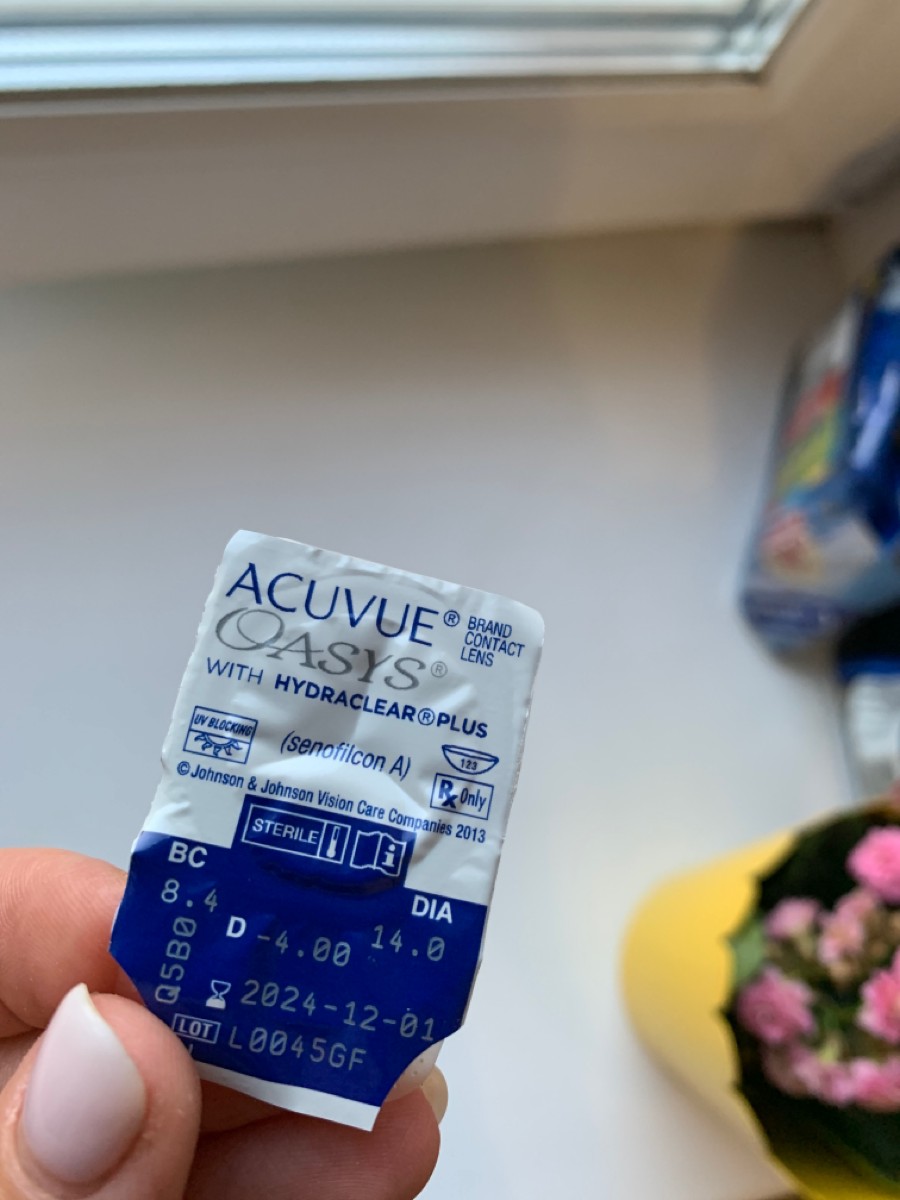 ACUVUE® BRAND
CONTACT
LENS
OASYS®
WITH HYDRACLEAR®PLUS
UV BLOCKING
(senofilcon A)
123
Rx Only
©Johnson & Johnson Vision Care Companies 2013
STERILE
BC
8.4
DIA
14.0
D -4.00
Q5B0
2024-12-01
LOT L0045GF